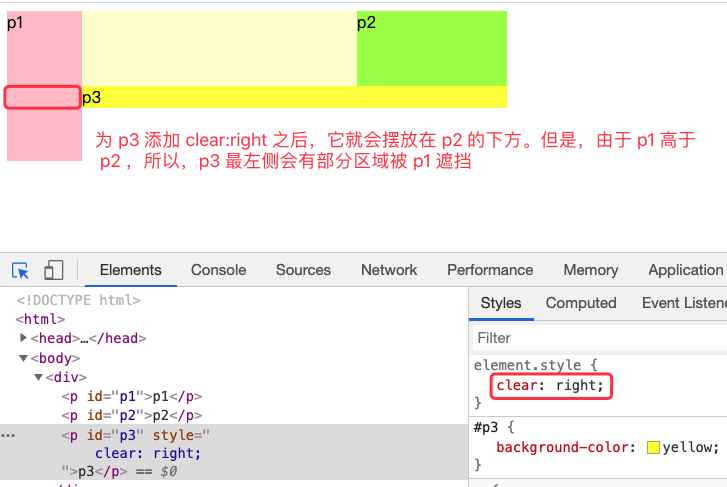 p1
p2
p3
为 p3 添加 clear:right 之后，它就会摆放在 p2 的下方。但是，由于 p1 高于
p2 ，所以，p3 最左侧会有部分区域被 p1 遮挡
Elements Console Sources Network Performance Memory Application
<!DOCTYPE html>
<html>
▶<head>…</head>
▼<body>
▼<div>
<p id="p1">p1</p>
<p id="p2">p2</p>
<p id="p3" style="
clear: right;
">p3</p> == $0
Styles Computed Event Listene
Filter
element.style {
clear: right;
}
#p3 {
background-color: yellow;
}